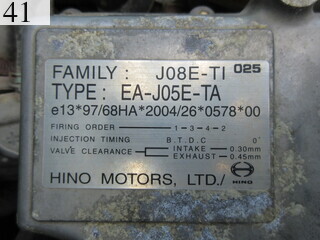 41
FAMILY : J08E-TI 025
TYPE : EA-J05E-TA
e13*97/68HA*2004/26*0578*00
FIRING ORDER 1-3-4-2
INJECTION TIMING B.T.D.C 0°
VALVE CLEARANCE INTAKE 0.30mm
EXHAUST 0.45mm
HINO MOTORS, LTD. HINO